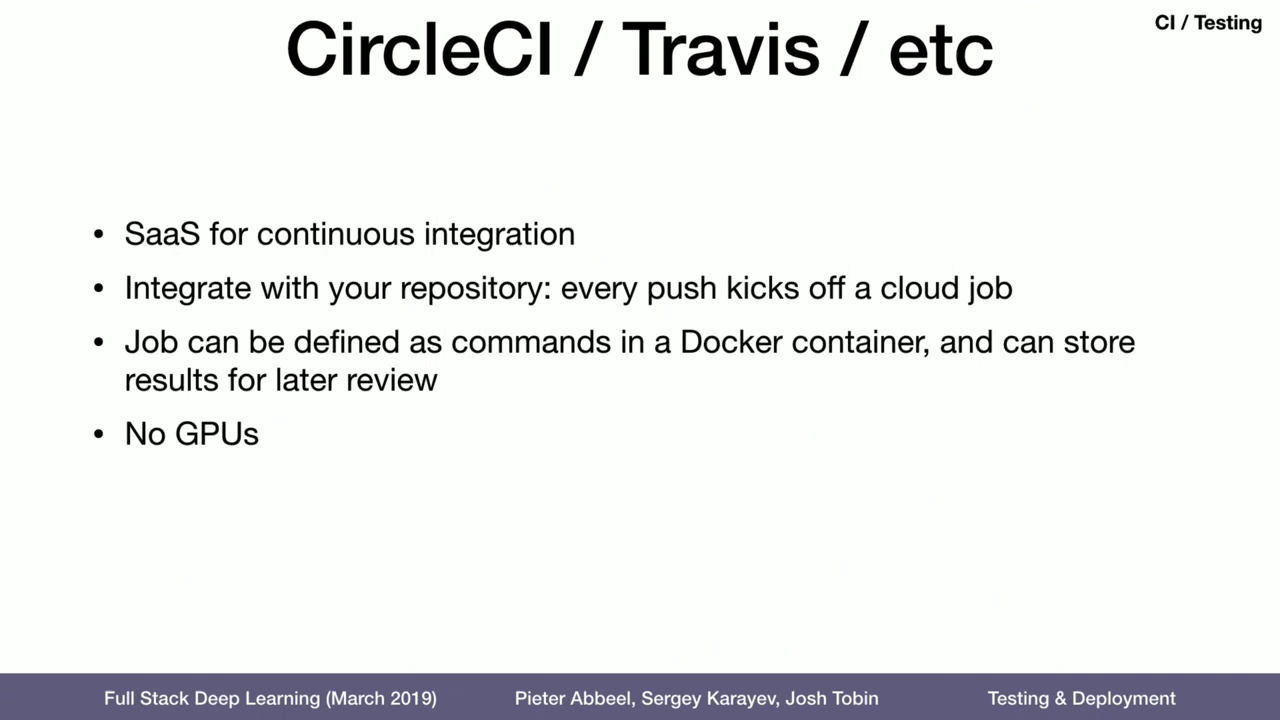 CircleCI / Travis / etc
CI / Testing
• SaaS for continuous integration
• Integrate with your repository: every push kicks off a cloud job
• Job can be defined as commands in a Docker container, and can store
results for later review
• No GPUs
Full Stack Deep Learning (March 2019)
Pieter Abbeel, Sergey Karayev, Josh Tobin
Testing & Deployment